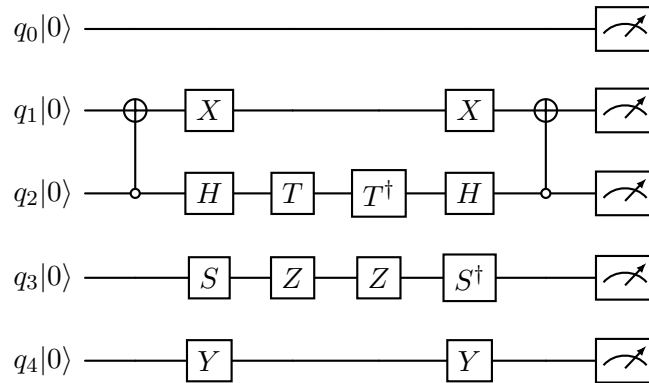 q₀|0⟩
q₁|0⟩ X X
q₂|0⟩ H T T† H
q₃|0⟩ S Z Z S†
q₄|0⟩ Y Y